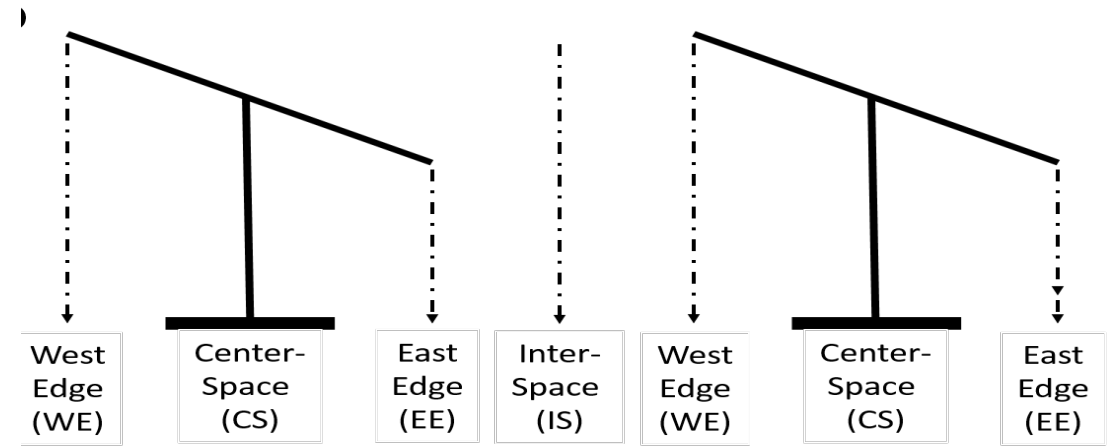 West
Edge
(WE)
Center-
Space
(CS)
East
Edge
(EE)
Inter-
Space
(IS)
West
Edge
(WE)
Center-
Space
(CS)
East
Edge
(EE)